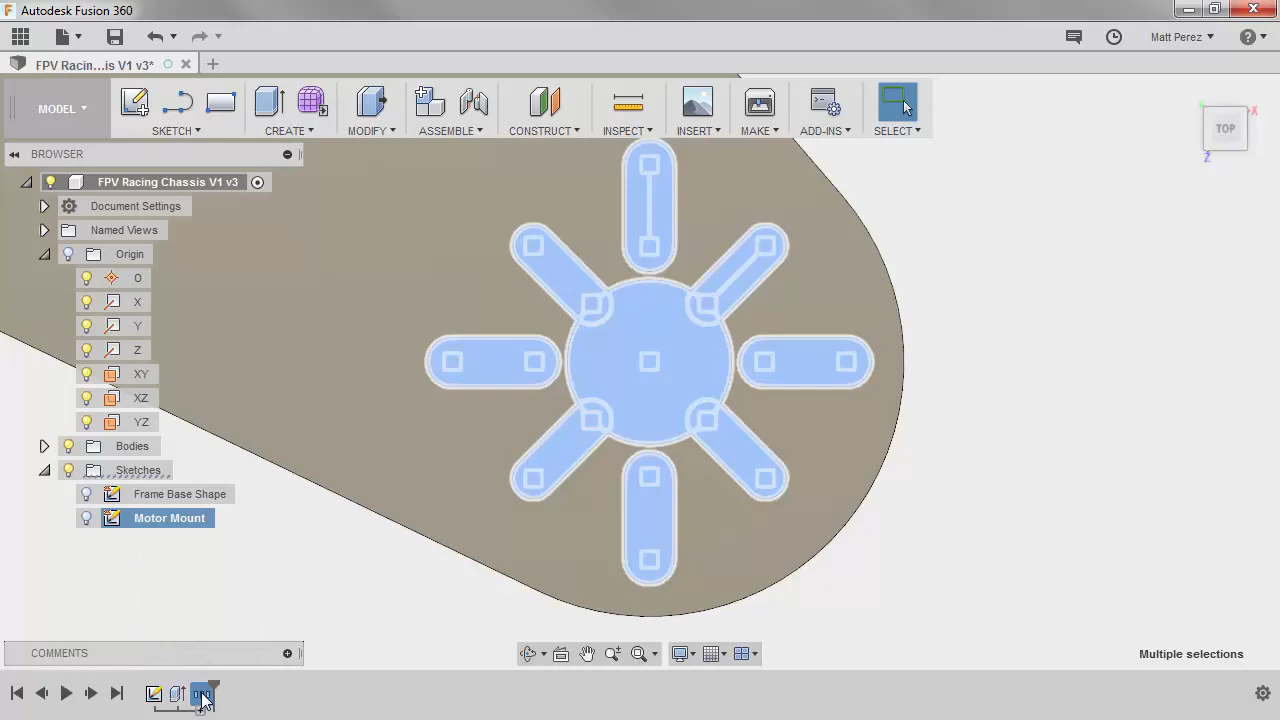 Autodesk Fusion 360
Matt Perez
FPV Racin...is V1 v3*
MODEL
SKETCH
CREATE
MODIFY
ASSEMBLE
CONSTRUCT
INSPECT
INSERT
MAKE
ADD-INS
SELECT
TOP
X
Z
BROWSER
FPV Racing Chassis V1 v3
Document Settings
Named Views
Origin
O
X
Y
Z
XY
XZ
YZ
Bodies
Sketches
Frame Base Shape
Motor Mount
COMMENTS
Multiple selections